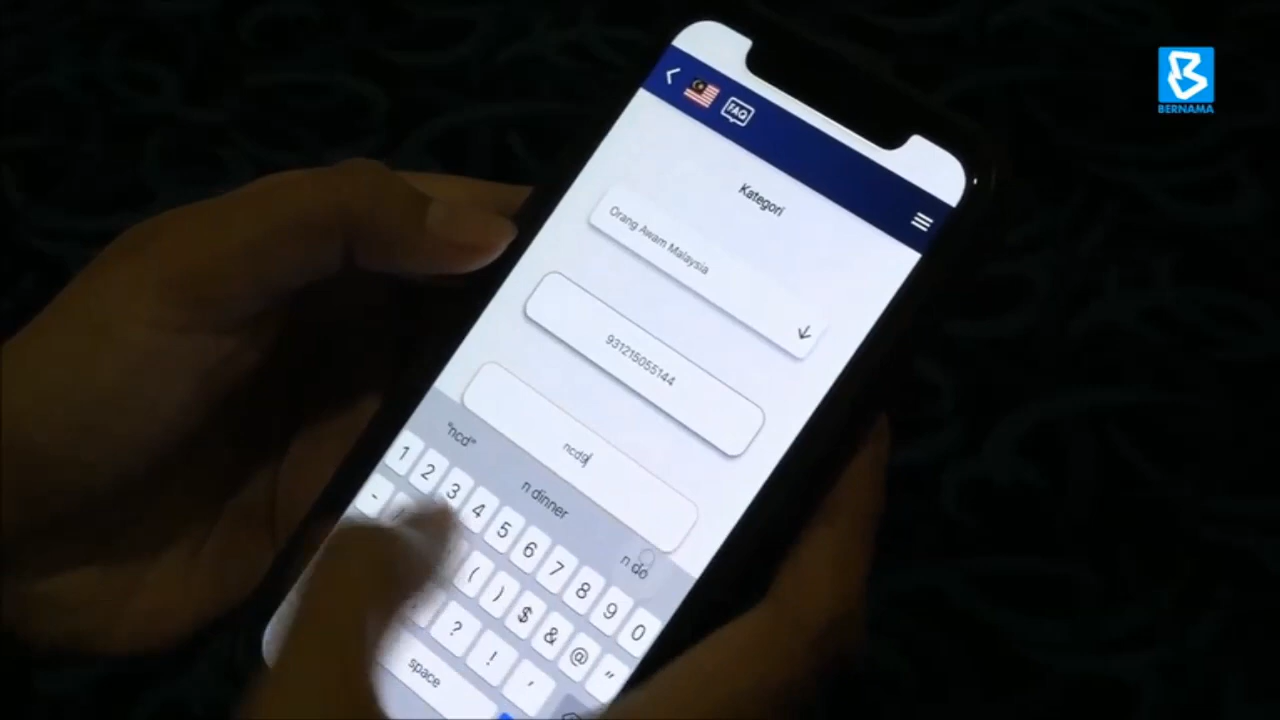 BERNAMA
FAQ
Kategori
Orang Awam Malaysia
931215055144
ncd9
"ncd"
n dinner
n do
1 2 3 4 5 6 7 8 9 0
- ( ) $ & @ "
? ! '
space